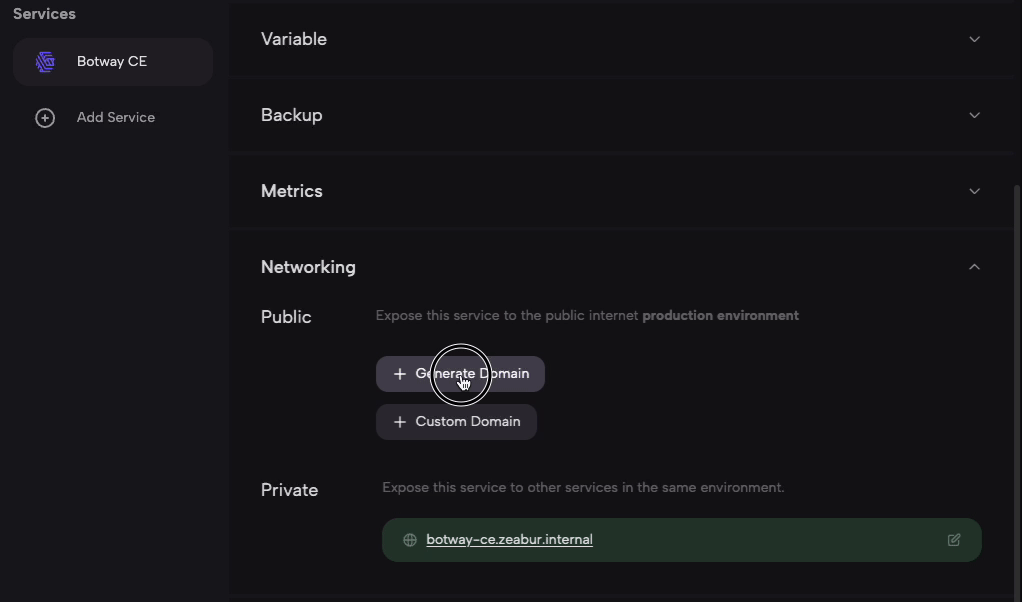 Services
Botway CE
Add Service
Variable
Backup
Metrics
Networking
Public
Expose this service to the public internet production environment
Generate Domain
Custom Domain
Private
Expose this service to other services in the same environment.
botway-ce.zeabur.internal